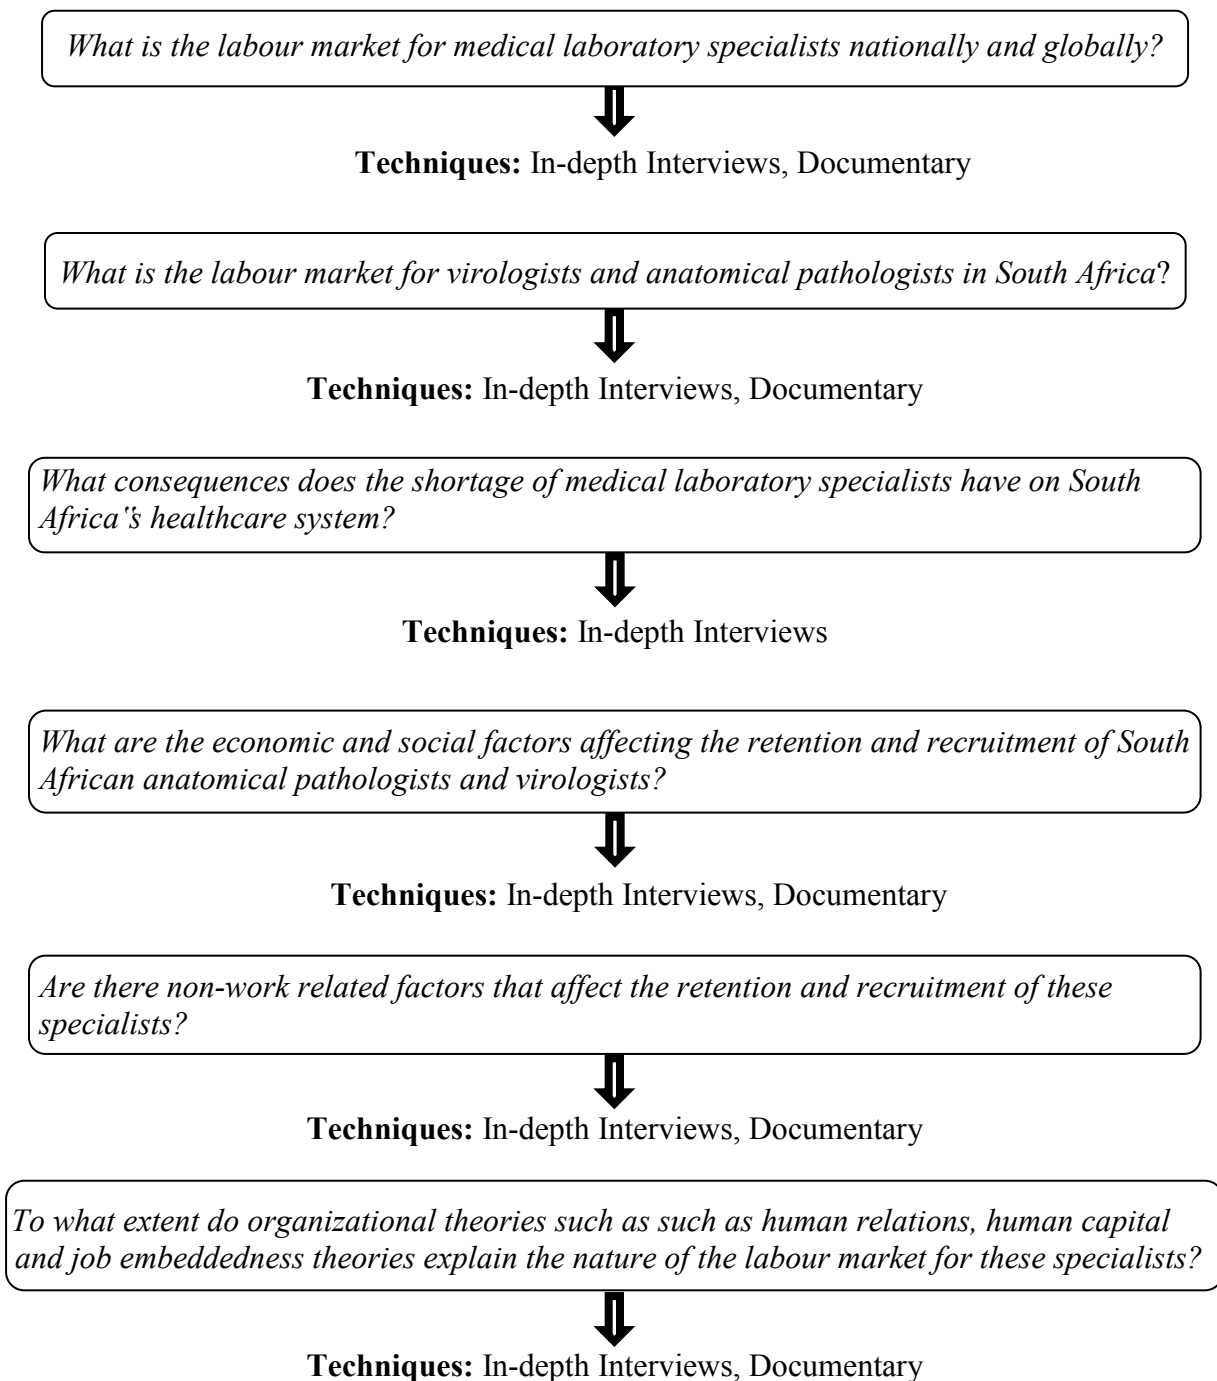 What is the labour market for medical laboratory specialists nationally and globally?
Techniques: In-depth Interviews, Documentary
What is the labour market for virologists and anatomical pathologists in South Africa?
Techniques: In-depth Interviews, Documentary
What consequences does the shortage of medical laboratory specialists have on South
Africa‟s healthcare system?
Techniques: In-depth Interviews
What are the economic and social factors affecting the retention and recruitment of South
African anatomical pathologists and virologists?
Techniques: In-depth Interviews, Documentary
Are there non-work related factors that affect the retention and recruitment of these
specialists?
Techniques: In-depth Interviews, Documentary
To what extent do organizational theories such as such as human relations, human capital
and job embeddedness theories explain the nature of the labour market for these specialists?
Techniques: In-depth Interviews, Documentary